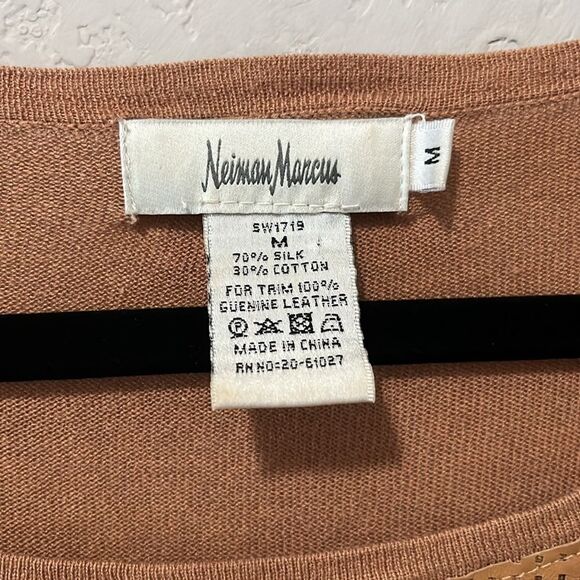 Neiman Marcus
M
SW1719
M
70% SILK
30% COTTON
FOR TRIM 100%
GUENINE LEATHER
P
MADE IN CHINA
RN NO=20-61027